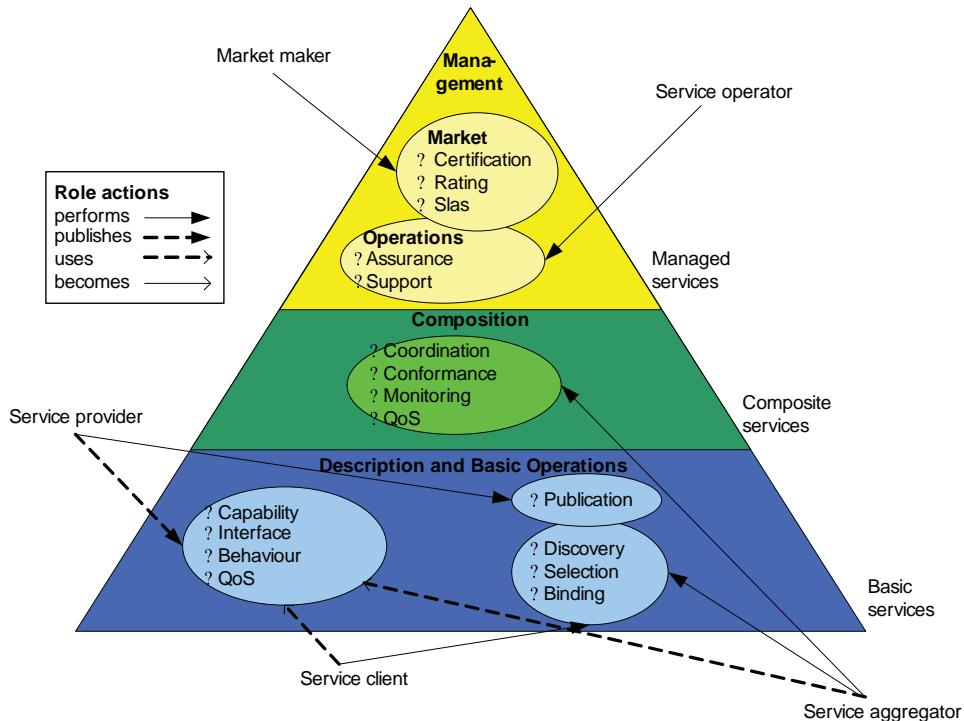 Market maker
Mana-
gement
Service operator
Market
? Certification
? Rating
? Slas
Role actions
performs
publishes
uses
becomes
Operations
? Assurance
? Support
Managed
services
Composition
? Coordination
? Conformance
? Monitoring
? QoS
Composite
services
Service provider
Description and Basic Operations
? Capability
? Interface
? Behaviour
? QoS
? Publication
? Discovery
? Selection
? Binding
Basic
services
Service client
Service aggregator